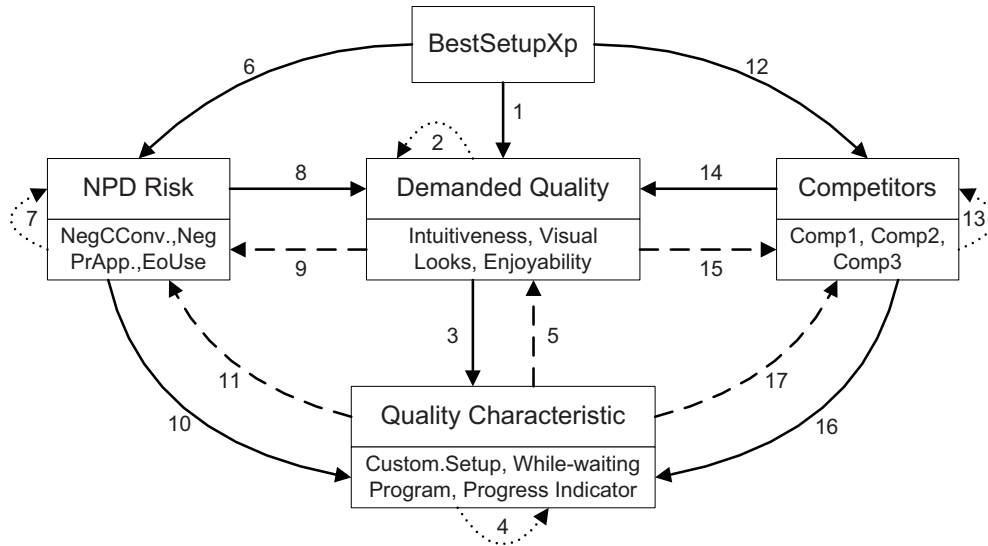 BestSetupXp
6
12
1
2
NPD Risk
8
Demanded Quality
14
Competitors
7
NegCConv.,Neg
PrApp.,EoUse
9
Intuitiveness, Visual
Looks, Enjoyability
15
Comp1, Comp2,
Comp3
13
3
5
11
17
10
16
Quality Characteristic
Custom.Setup, While-waiting
Program, Progress Indicator
4